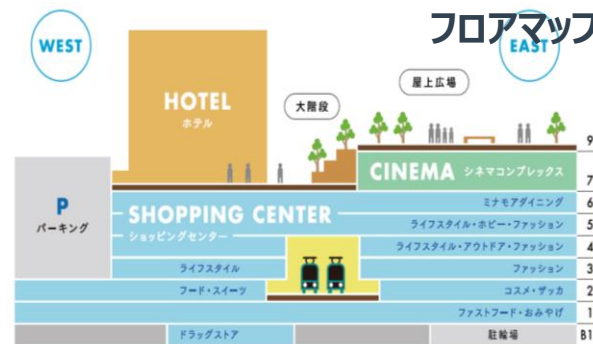 フロアマップ
WEST
EAST
HOTEL
ホテル
大階段
屋上広場
9
CINEMA シネマコンプレックス
7
P
パーキング
SHOPPING CENTER
ショッピングセンター
ミナモアダイニング 6
ライフスタイル・ホビー・ファッション 5
ライフスタイル・アウトドア・ファッション 4
ライフスタイル
ファッション 3
フード・スイーツ
コスメ・ザッカ 2
ファストフード・おみやげ 1
ドラッグストア
駐輪場 B1